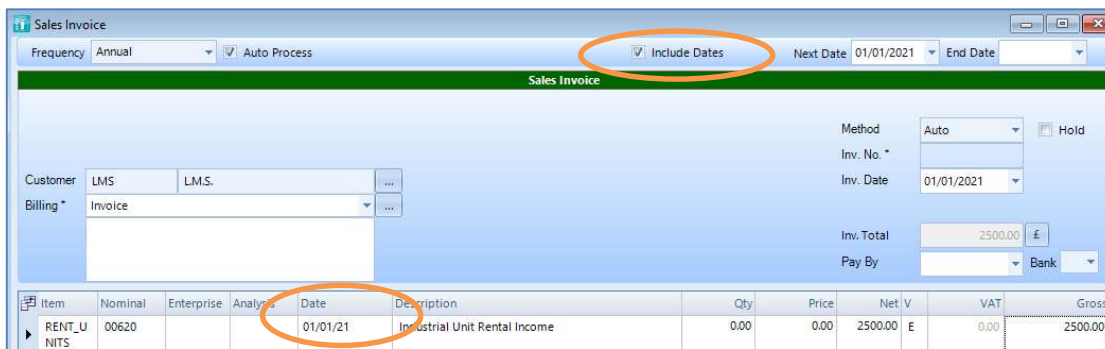 Sales Invoice
Frequency Annual Auto Process Include Dates Next Date 01/01/2021 End Date
Sales Invoice
Method Auto Hold
Inv. No. *
Customer LMS L.M.S. ... Inv. Date 01/01/2021
Billing * Invoice ...
Inv. Total 2500.00 £
Pay By Bank
Item Nominal Enterprise Analysis Date Description Qty Price Net V VAT Gross
RENT_U 00620 01/01/21 Industrial Unit Rental Income 0.00 0.00 2500.00 E 0.00 2500.00
NITS